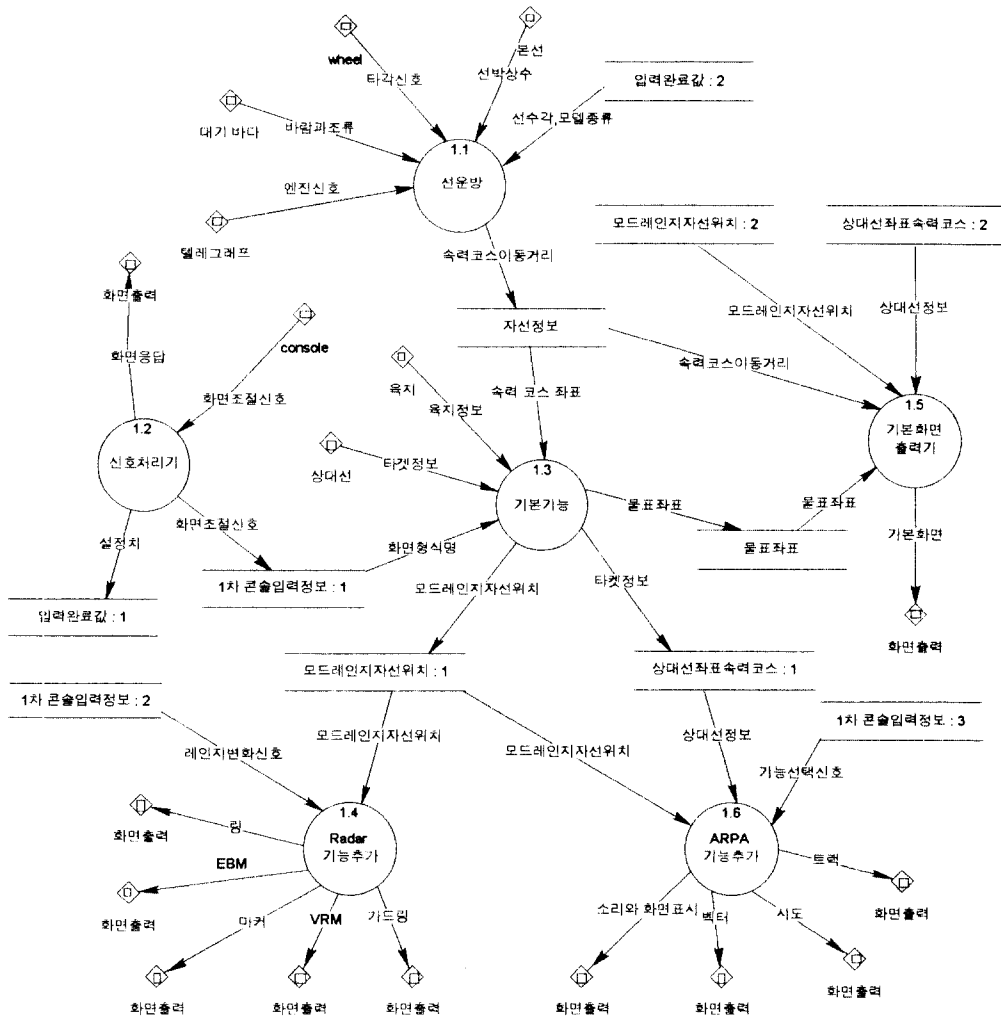 wheel
타각신호
본선
선박상수
입력완료값 : 2
대기 바다
바람과조류
선수각,모델종류
1.1
선운방
엔진신호
텔레그래프
모드레인지자선위치 : 2
상대선좌표속력코스 : 2
속력코스이동거리
화면출력
자선정보
모드레인지자선위치
상대선정보
console
화면응답
육지
속력 코스 좌표
속력코스이동거리
화면조절신호
육지정보
1.5
기본화면
출력기
1.2
신호처리기
상대선
타겟정보
1.3
기본기능
물표좌표
물표좌표
화면조절신호
설정치
화면형식명
물표좌표
기본화면
1차 콘솔입력정보 : 1
모드레인지자선위치
타켓정보
입력완료값 : 1
화면출력
모드레인지자선위치 : 1
상대선좌표속력코스 : 1
1차 콘솔입력정보 : 2
1차 콘솔입력정보 : 3
모드레인지자선위치
상대선정보
레인지변화신호
모드레인지자선위치
기능선택신호
1.4
Radar
기능추가
1.6
ARPA
기능추가
링
화면출력
EBM
트랙
화면출력
마커
VRM
가드링
소리와 화면표시
벡터
시도
화면출력
화면출력
화면출력
화면출력
화면출력
화면출력
화면출력